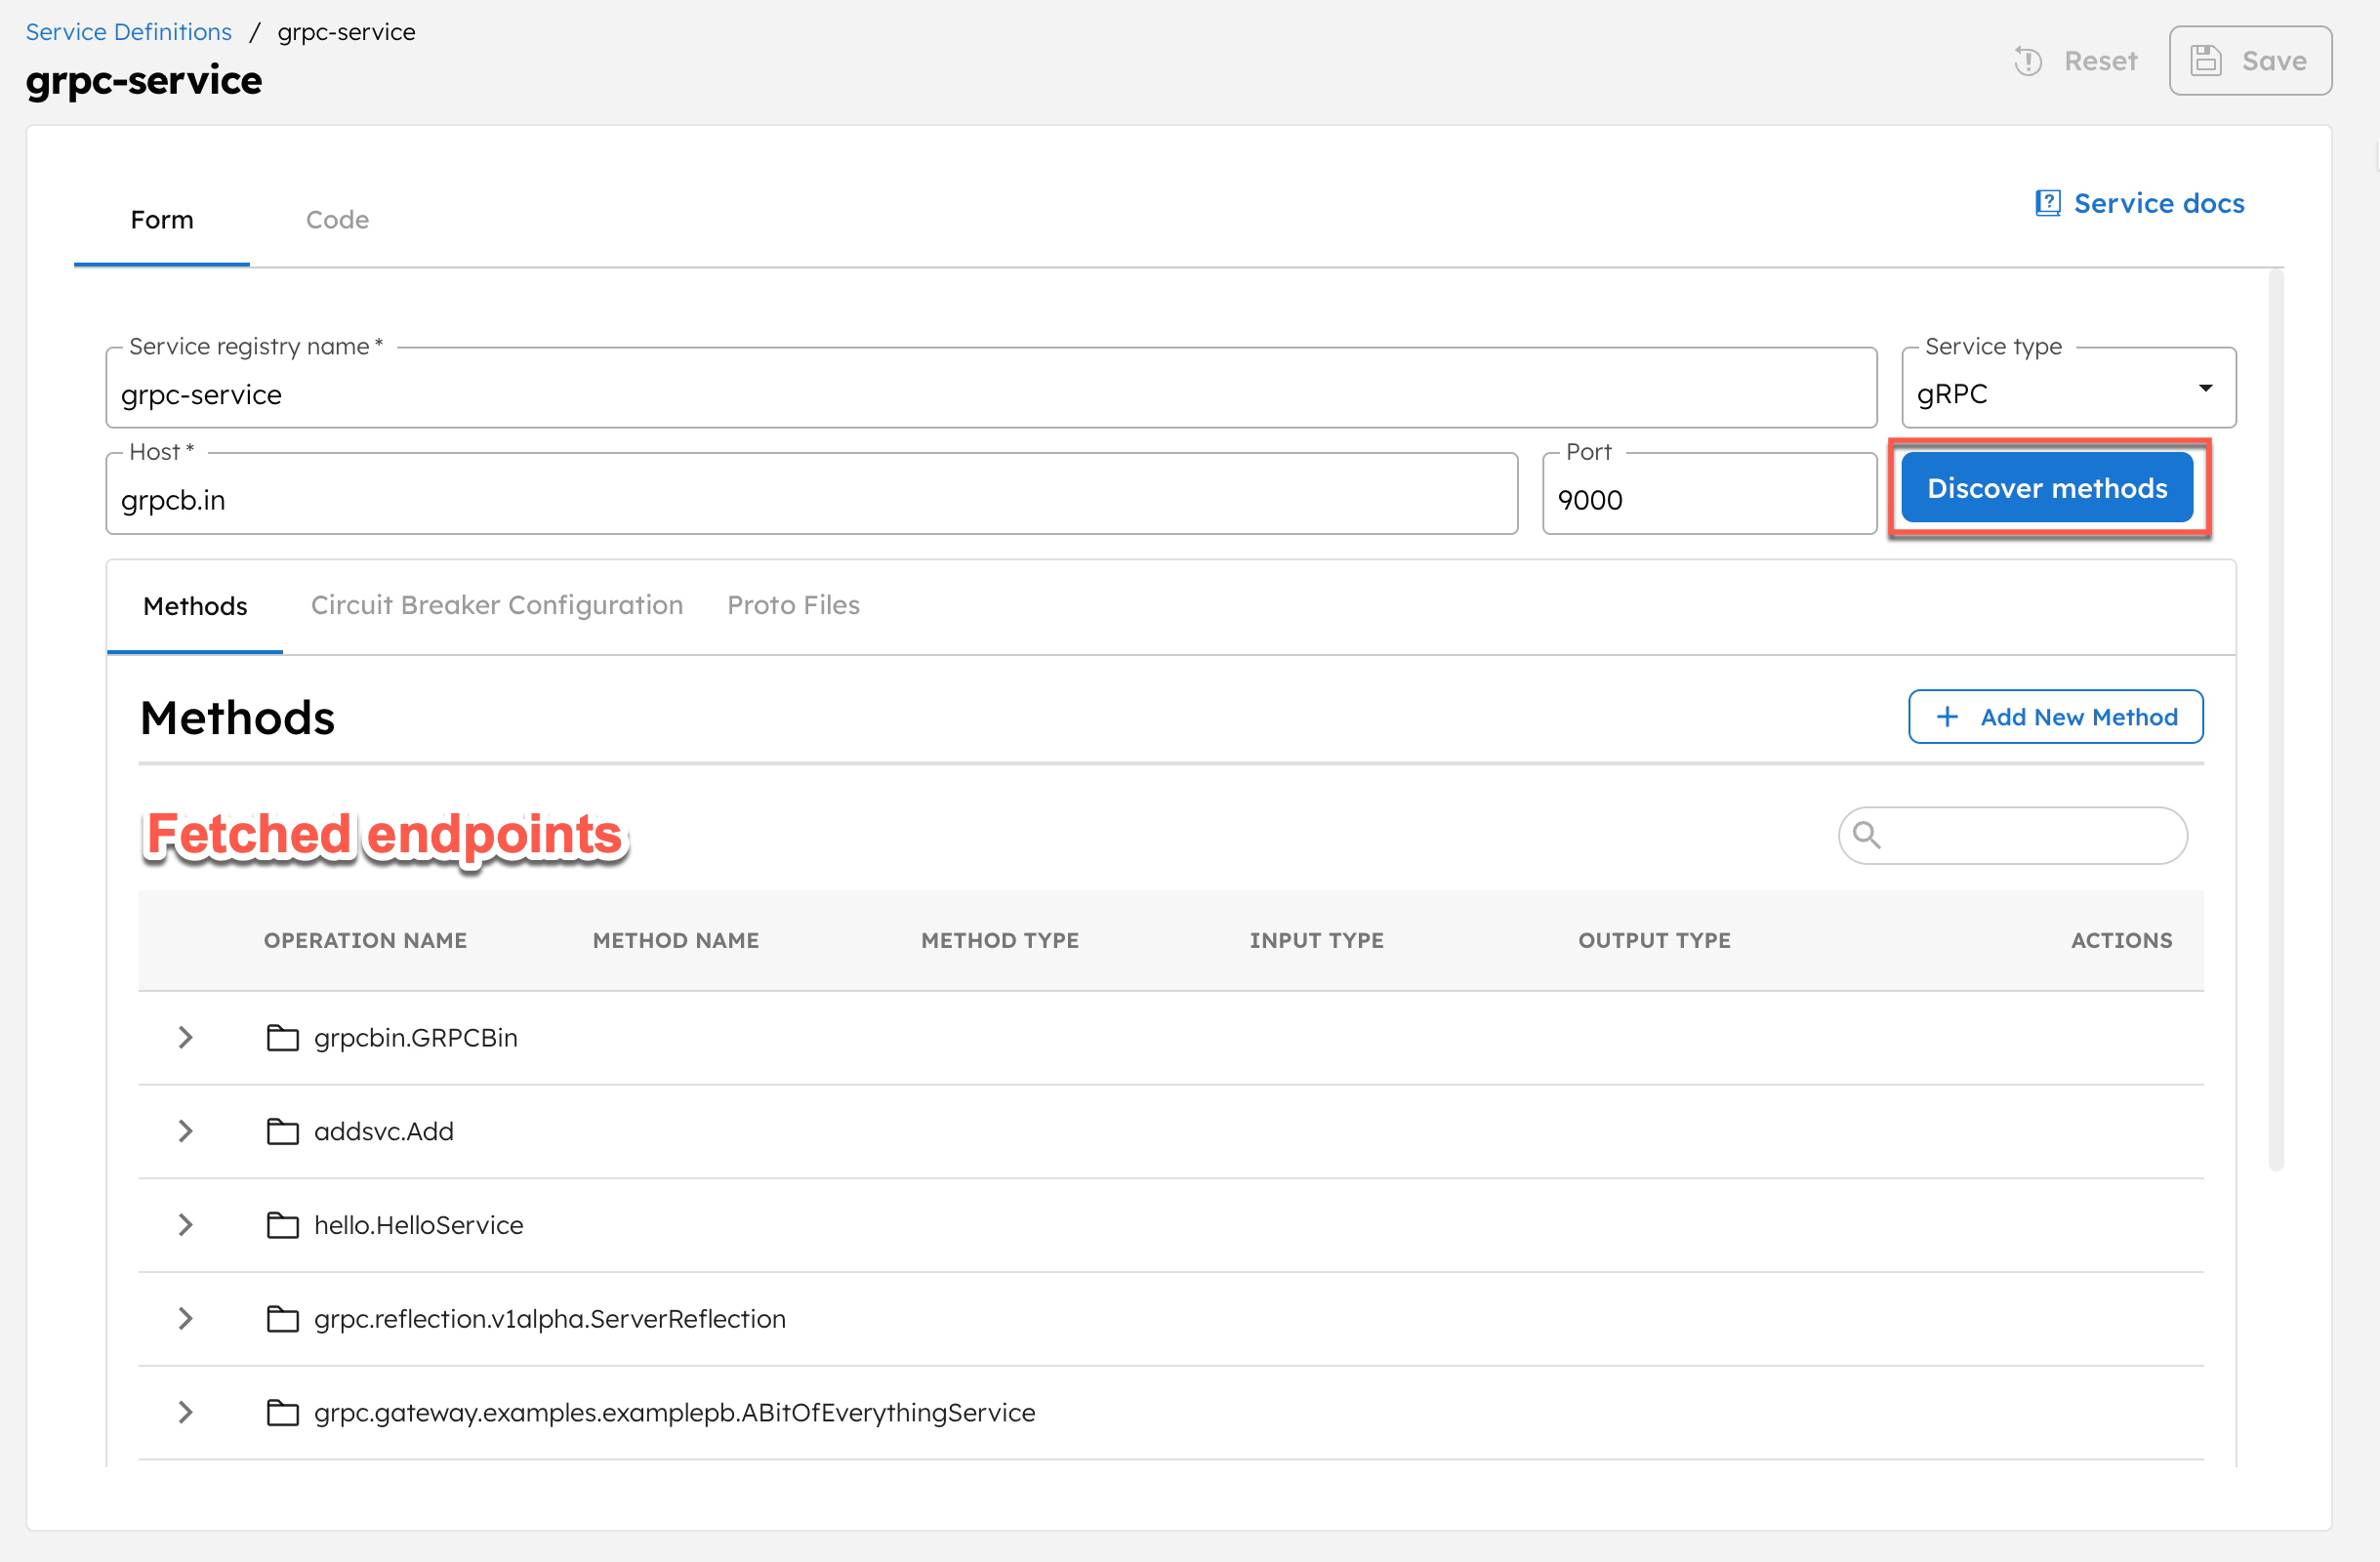 Service Definitions / grpc-service
grpc-service
Reset
Save
Form
Code
Service docs
Service registry name *
grpc-service
Service type
gRPC
Host *
grpcb.in
Port
9000
Discover methods
Methods
Circuit Breaker Configuration
Proto Files
Methods
+ Add New Method
Fetched endpoints
OPERATION NAME
METHOD NAME
METHOD TYPE
INPUT TYPE
OUTPUT TYPE
ACTIONS
grpcbin.GRPCBin
addsvc.Add
hello.HelloService
grpc.reflection.v1alpha.ServerReflection
grpc.gateway.examples.examplepb.ABitOfEverythingService